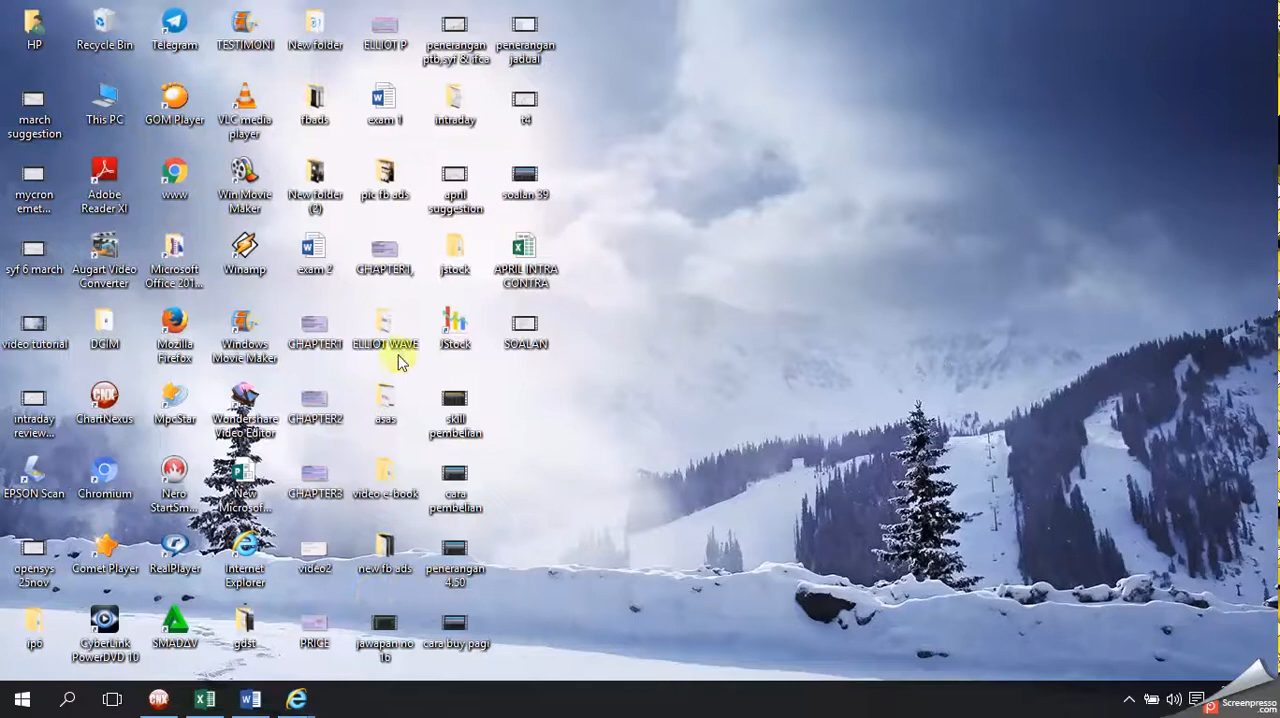 HP
Recycle Bin
Telegram
TESTIMONI
New folder
ELLIOT P
penerangan
ptb,syf & ifca
penerangan
jadual
march
suggestion
This PC
GOM Player
VLC media
player
fbads
exam 1
intraday
t4
mycron
emet...
Adobe
Reader XI
www
Win Movie
Maker
New folder
(2)
pic fb ads
april
suggestion
soalan 39
syf 6 march
Augart Video
Converter
Microsoft
Office 201...
Winamp
exam 2
CHAPTER1,
jstock
APRIL INTRA
CONTRA
video tutorial
DCIM
Mozilla
Firefox
Windows
Movie Maker
CHAPTER1
ELLIOT WAVE
JStock
SOALAN
intraday
review...
ChartNexus
MpcStar
Wondershare
Video Editor
CHAPTER2
asas
skill
pembelian
EPSON Scan
Chromium
Nero
StartSm...
New
Microsof...
CHAPTER3
video e-book
cara
pembelian
opensys
25nov
Comet Player
RealPlayer
Internet
Explorer
video2
new fb ads
penerangan
4.50
ip6
CyberLink
PowerDVD 10
SMADAV
gdst
PRICE
jawapan no
16
cara buy pagi
CNX
CNX
Screenpresso
.com